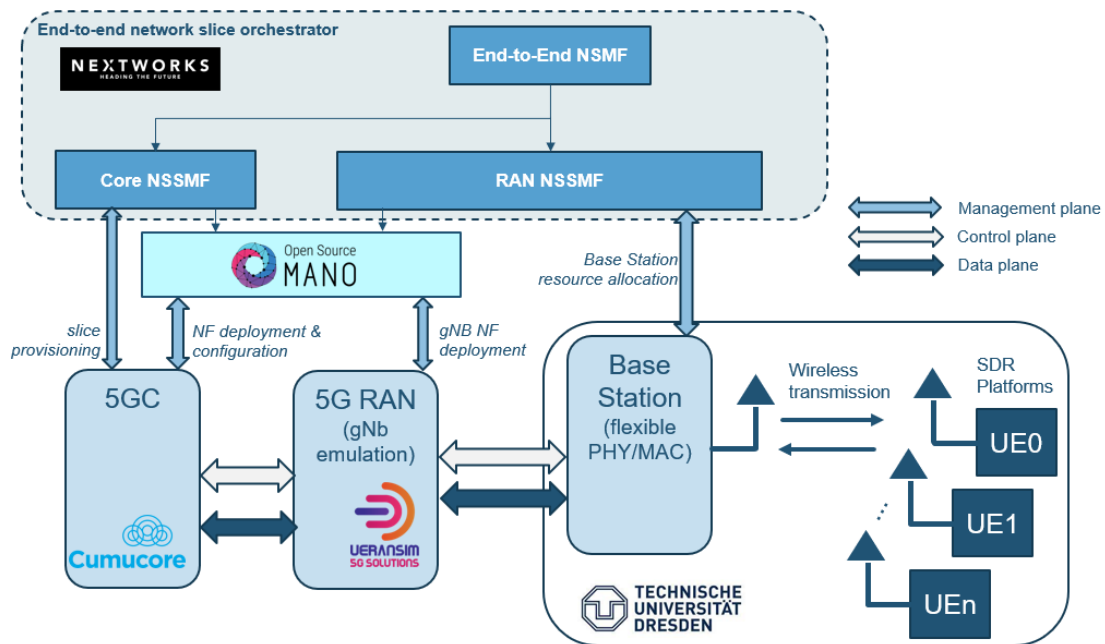 End-to-end network slice orchestrator
NEXTWORKS
HEADING THE FUTURE
End-to-End NSMF
Core NSSMF
RAN NSSMF
Management plane
Control plane
Data plane
Open Source
MANO
Base Station
resource allocation
slice
provisioning
NF deployment &
configuration
gNB NF
deployment
5GC
Cumucore
5G RAN
(gNb
emulation)
UERANSIM
5G SOLUTIONS
Base
Station
(flexible
PHY/MAC)
Wireless
transmission
SDR
Platforms
UE0
UE1
UEn
TECHNISCHE
UNIVERSITÄT
DRESDEN